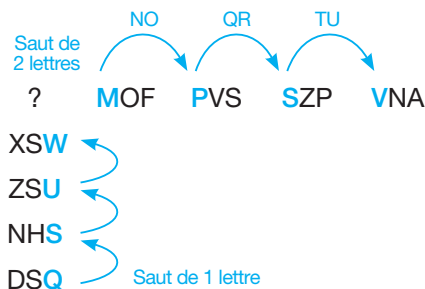 NO QR TU
Saut de
2 lettres
? MOF PVS SZP VNA
XSW
ZSU
NHS
DSQ Saut de 1 lettre